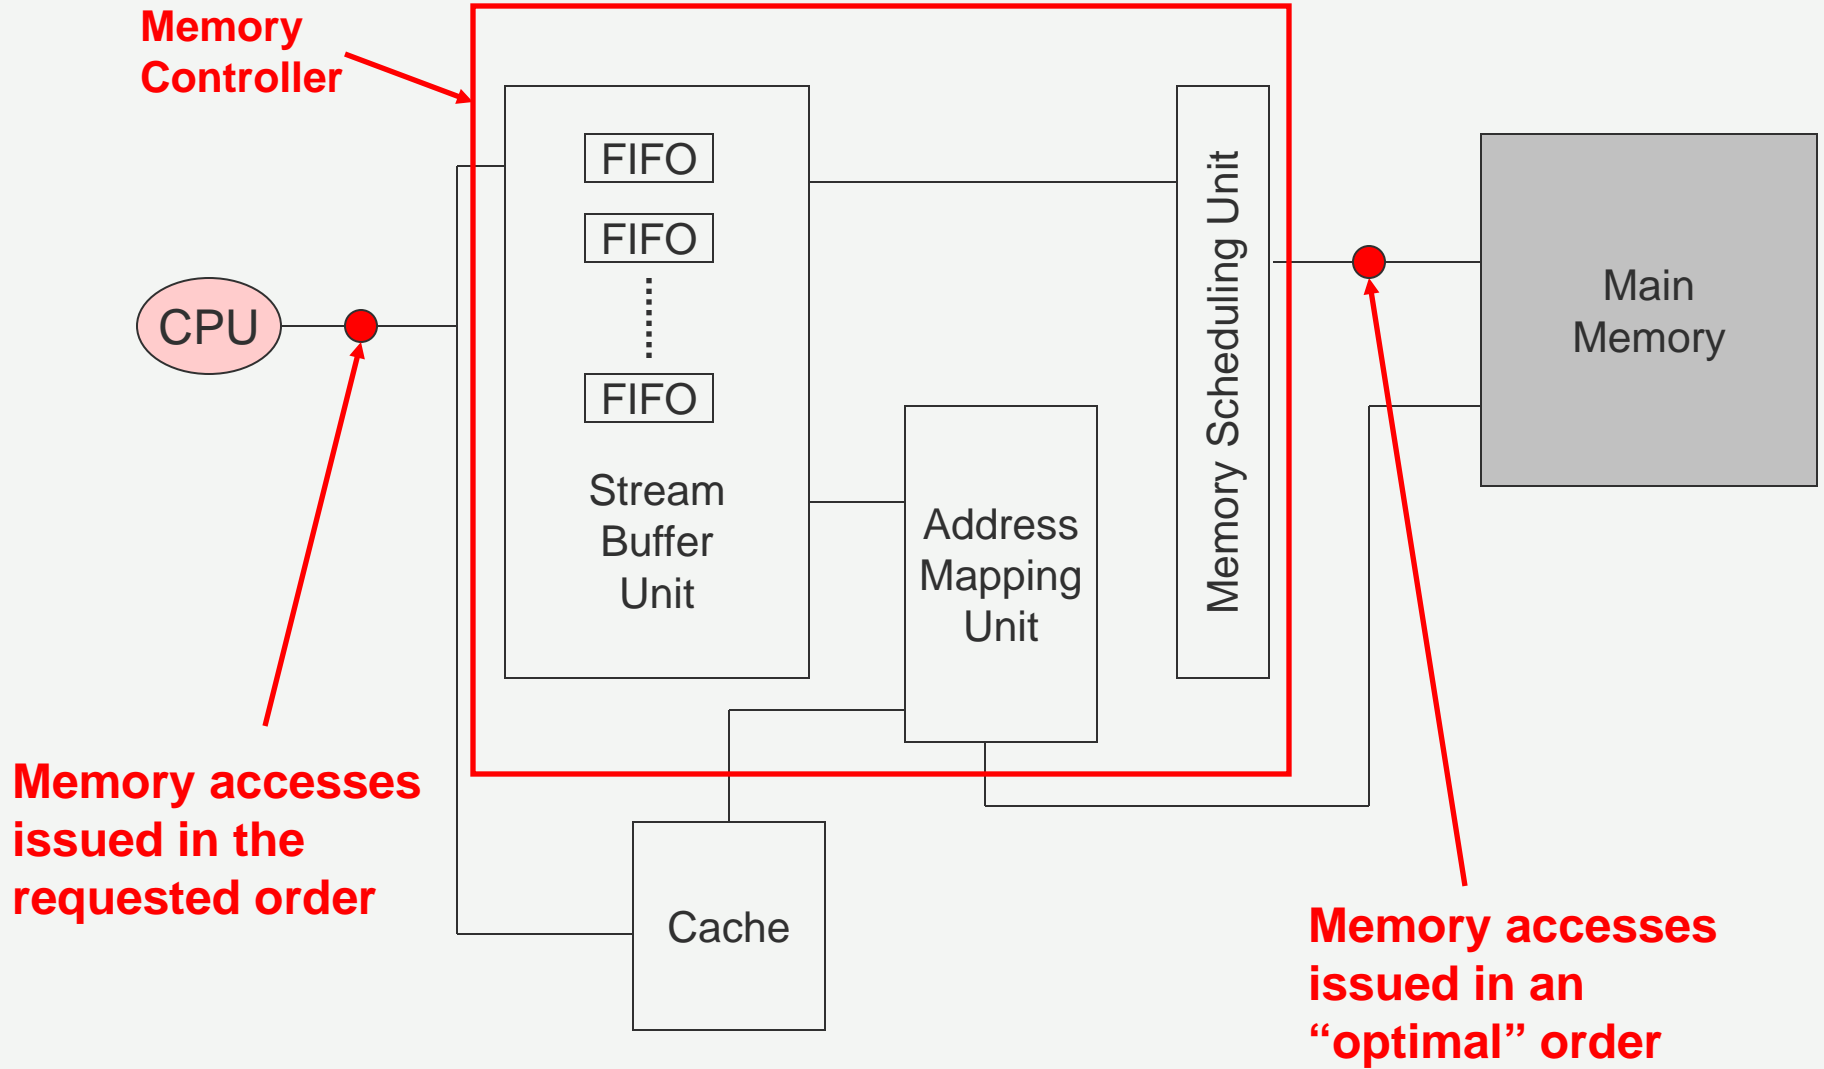 Memory
Controller
FIFO
FIFO
FIFO
Stream
Buffer
Unit
Address
Mapping
Unit
Memory Scheduling Unit
Main
Memory
CPU
Cache
Memory accesses
issued in the
requested order
Memory accesses
issued in an
“optimal” order